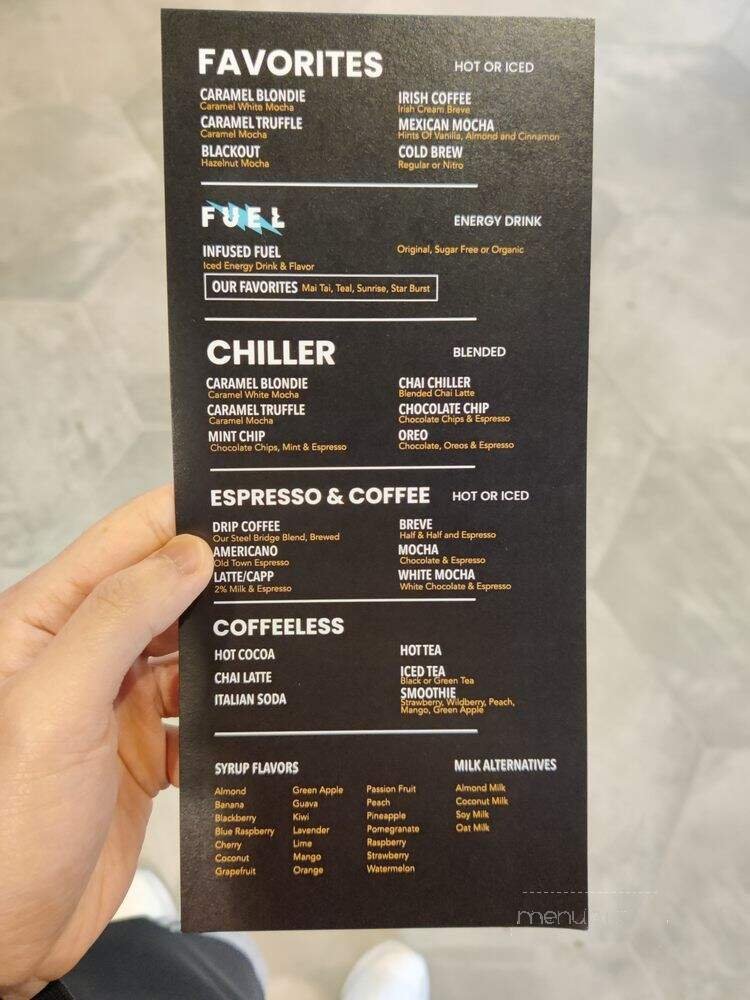 FAVORITES HOT OR ICED
CARAMEL BLONDIE
Caramel White Mocha
CARAMEL TRUFFLE
Caramel Mocha
BLACKOUT
Hazelnut Mocha
IRISH COFFEE
Irish Cream Breve
MEXICAN MOCHA
Hints Of Vanilla, Almond and Cinnamon
COLD BREW
Regular or Nitro
FUEL ENERGY DRINK
INFUSED FUEL
Iced Energy Drink & Flavor
Original, Sugar Free or Organic
OUR FAVORITES Mai Tai, Teal, Sunrise, Star Burst
CHILLER BLENDED
CARAMEL BLONDIE
Caramel White Mocha
CARAMEL TRUFFLE
Caramel Mocha
MINT CHIP
Chocolate Chips, Mint & Espresso
CHAI CHILLER
Blended Chai Latte
CHOCOLATE CHIP
Chocolate Chips & Espresso
OREO
Chocolate, Oreos & Espresso
ESPRESSO & COFFEE HOT OR ICED
DRIP COFFEE
Our Steel Bridge Blend, Brewed
AMERICANO
Old Town Espresso
LATTE/CAPP
2% Milk & Espresso
BREVE
Half & Half and Espresso
MOCHA
Chocolate & Espresso
WHITE MOCHA
White Chocolate & Espresso
COFFEELESS
HOT COCOA
CHAI LATTE
ITALIAN SODA
HOT TEA
ICED TEA
Black or Green Tea
SMOOTHIE
Strawberry, Wildberry, Peach,
Mango, Green Apple
SYRUP FLAVORS
Almond
Banana
Blackberry
Blue Raspberry
Cherry
Coconut
Grapefruit
Green Apple
Guava
Kiwi
Lavender
Lime
Mango
Orange
Passion Fruit
Peach
Pineapple
Pomegranate
Raspberry
Strawberry
Watermelon
MILK ALTERNATIVES
Almond Milk
Coconut Milk
Soy Milk
Oat Milk